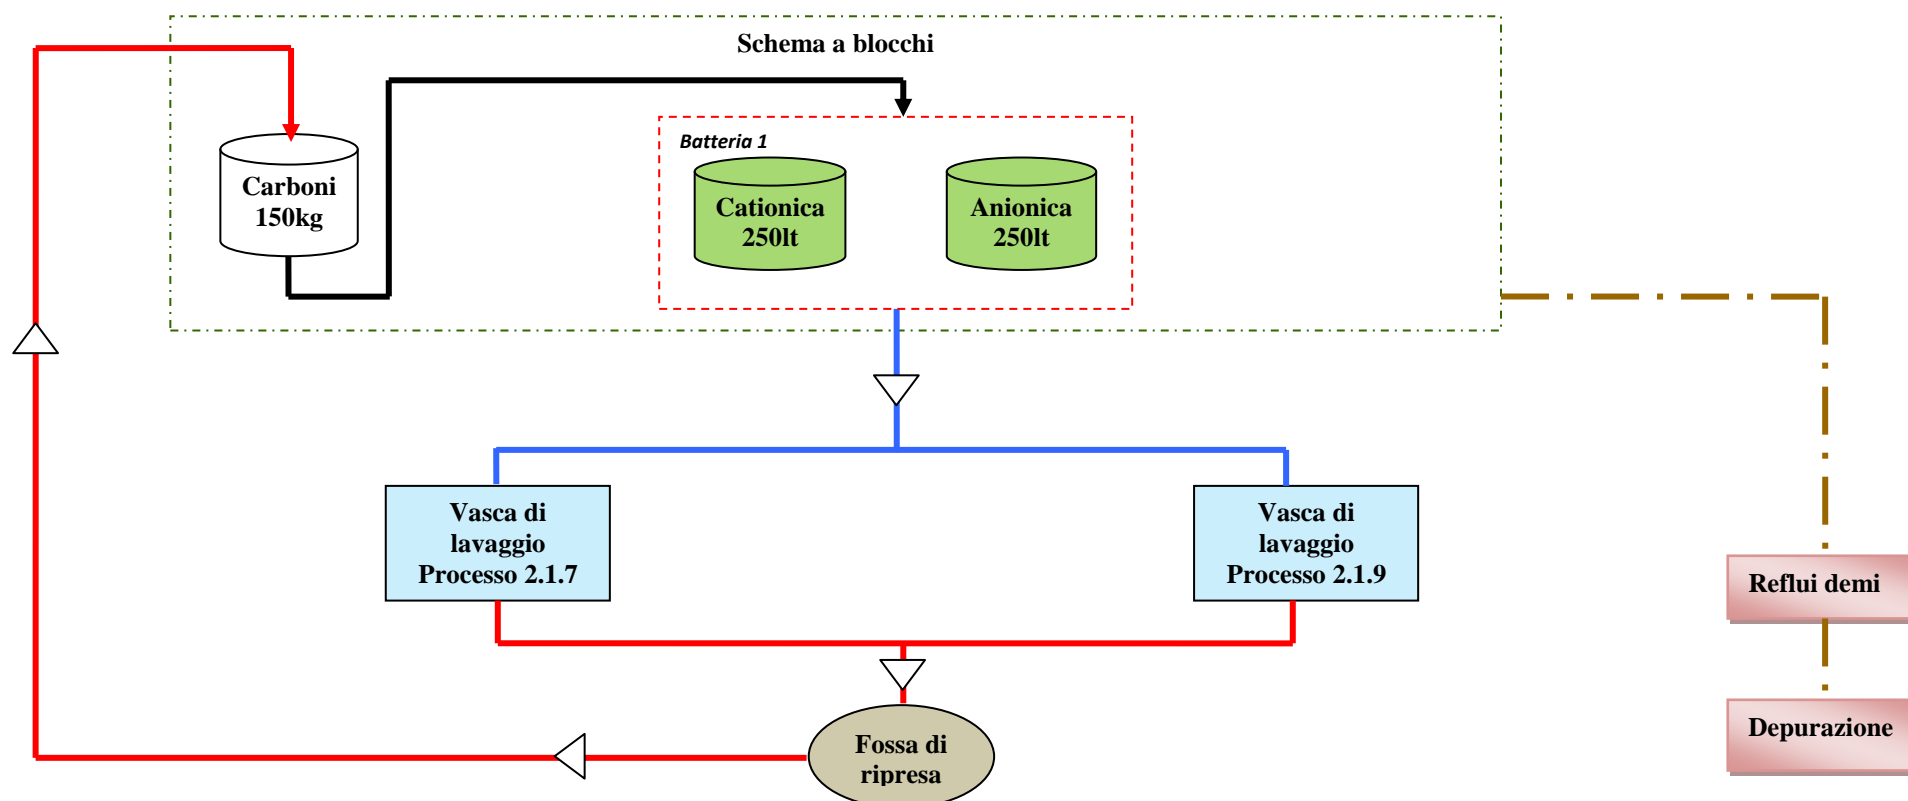 Schema a blocchi
Batteria 1
Carboni
150kg
Cationica
250lt
Anionica
250lt
Vasca di
lavaggio
Processo 2.1.7
Vasca di
lavaggio
Processo 2.1.9
Reflui demi
Depurazione
Fossa di
ripresa